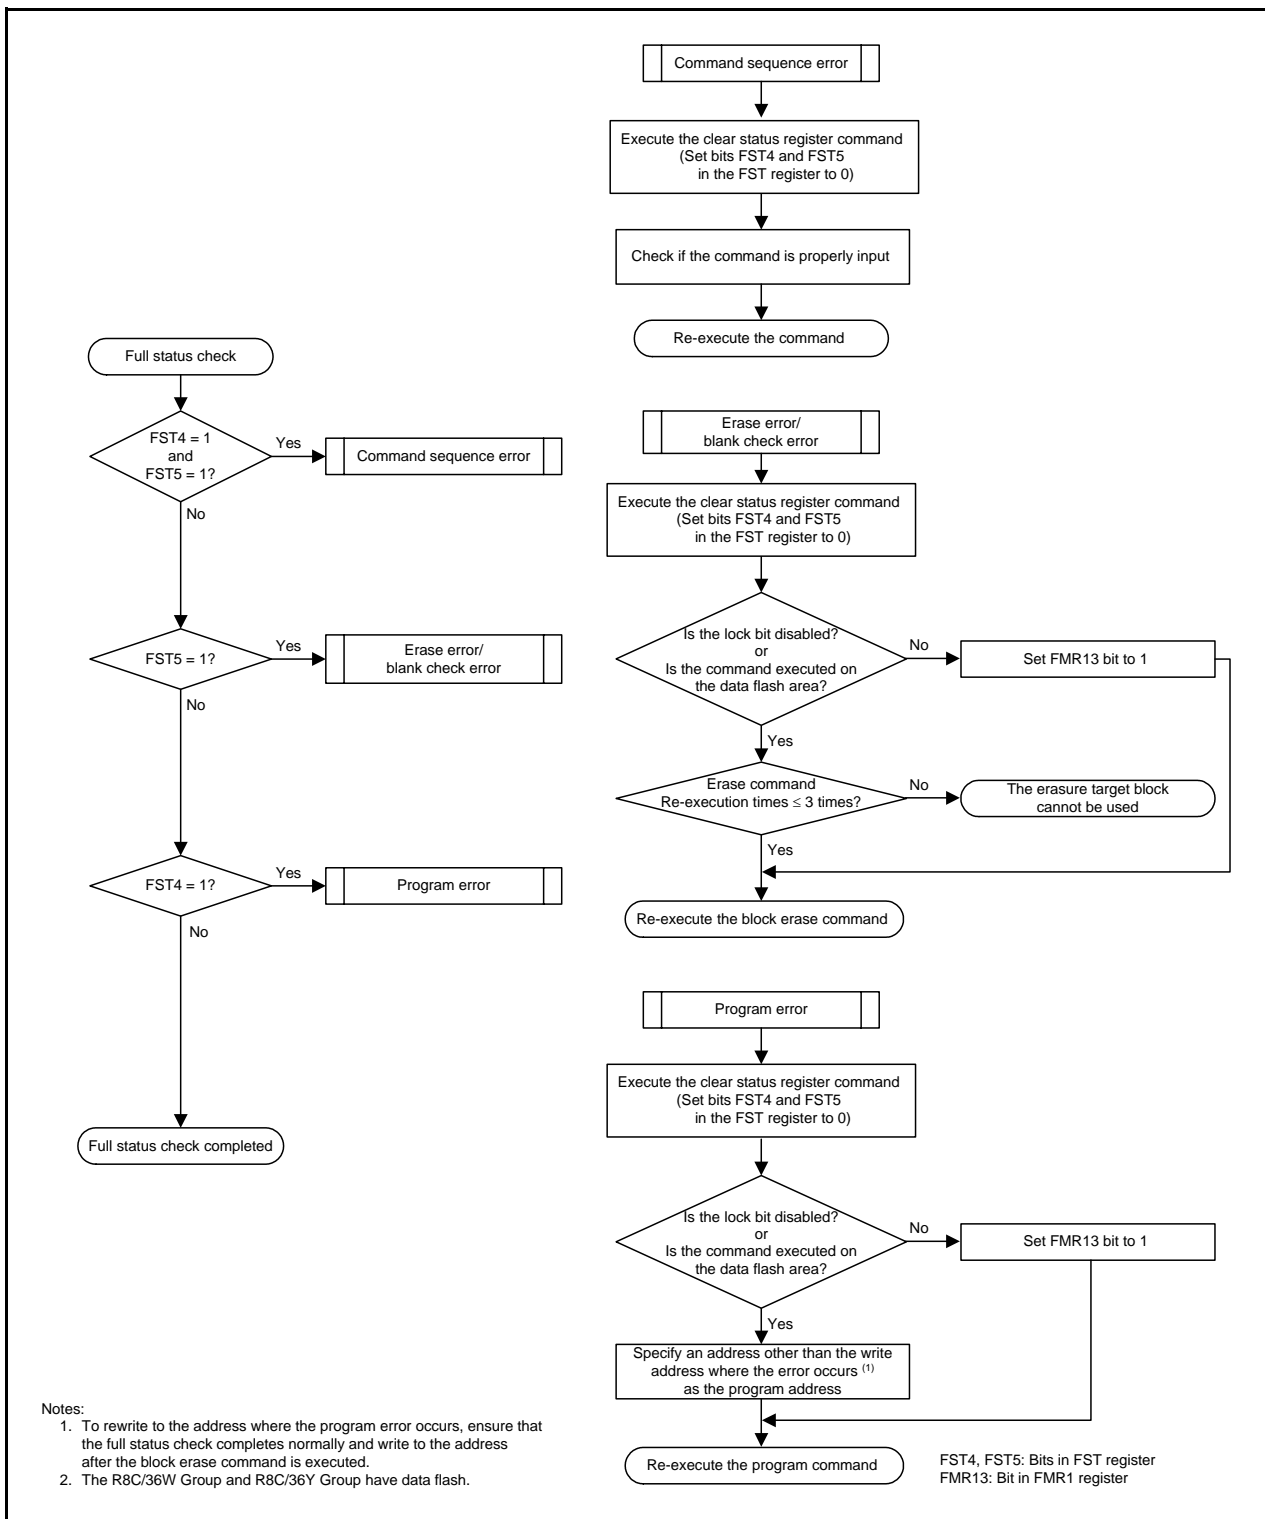 Full status check
FST4 = 1
and
FST5 = 1?
Yes
Command sequence error
No
FST5 = 1?
Yes
Erase error/
blank check error
No
FST4 = 1?
Yes
Program error
No
Full status check completed
Command sequence error
Execute the clear status register command
(Set bits FST4 and FST5
in the FST register to 0)
Check if the command is properly input
Re-execute the command
Erase error/
blank check error
Execute the clear status register command
(Set bits FST4 and FST5
in the FST register to 0)
Is the lock bit disabled?
or
Is the command executed on
the data flash area?
No
Set FMR13 bit to 1
Yes
Erase command
Re-execution times ≤ 3 times?
No
The erasure target block
cannot be used
Yes
Re-execute the block erase command
Program error
Execute the clear status register command
(Set bits FST4 and FST5
in the FST register to 0)
Is the lock bit disabled?
or
Is the command executed on
the data flash area?
No
Set FMR13 bit to 1
Yes
Specify an address other than the write
address where the error occurs (1)
as the program address
Re-execute the program command
Notes:
1. To rewrite to the address where the program error occurs, ensure that
the full status check completes normally and write to the address
after the block erase command is executed.
2. The R8C/36W Group and R8C/36Y Group have data flash.
FST4, FST5: Bits in FST register
FMR13: Bit in FMR1 register